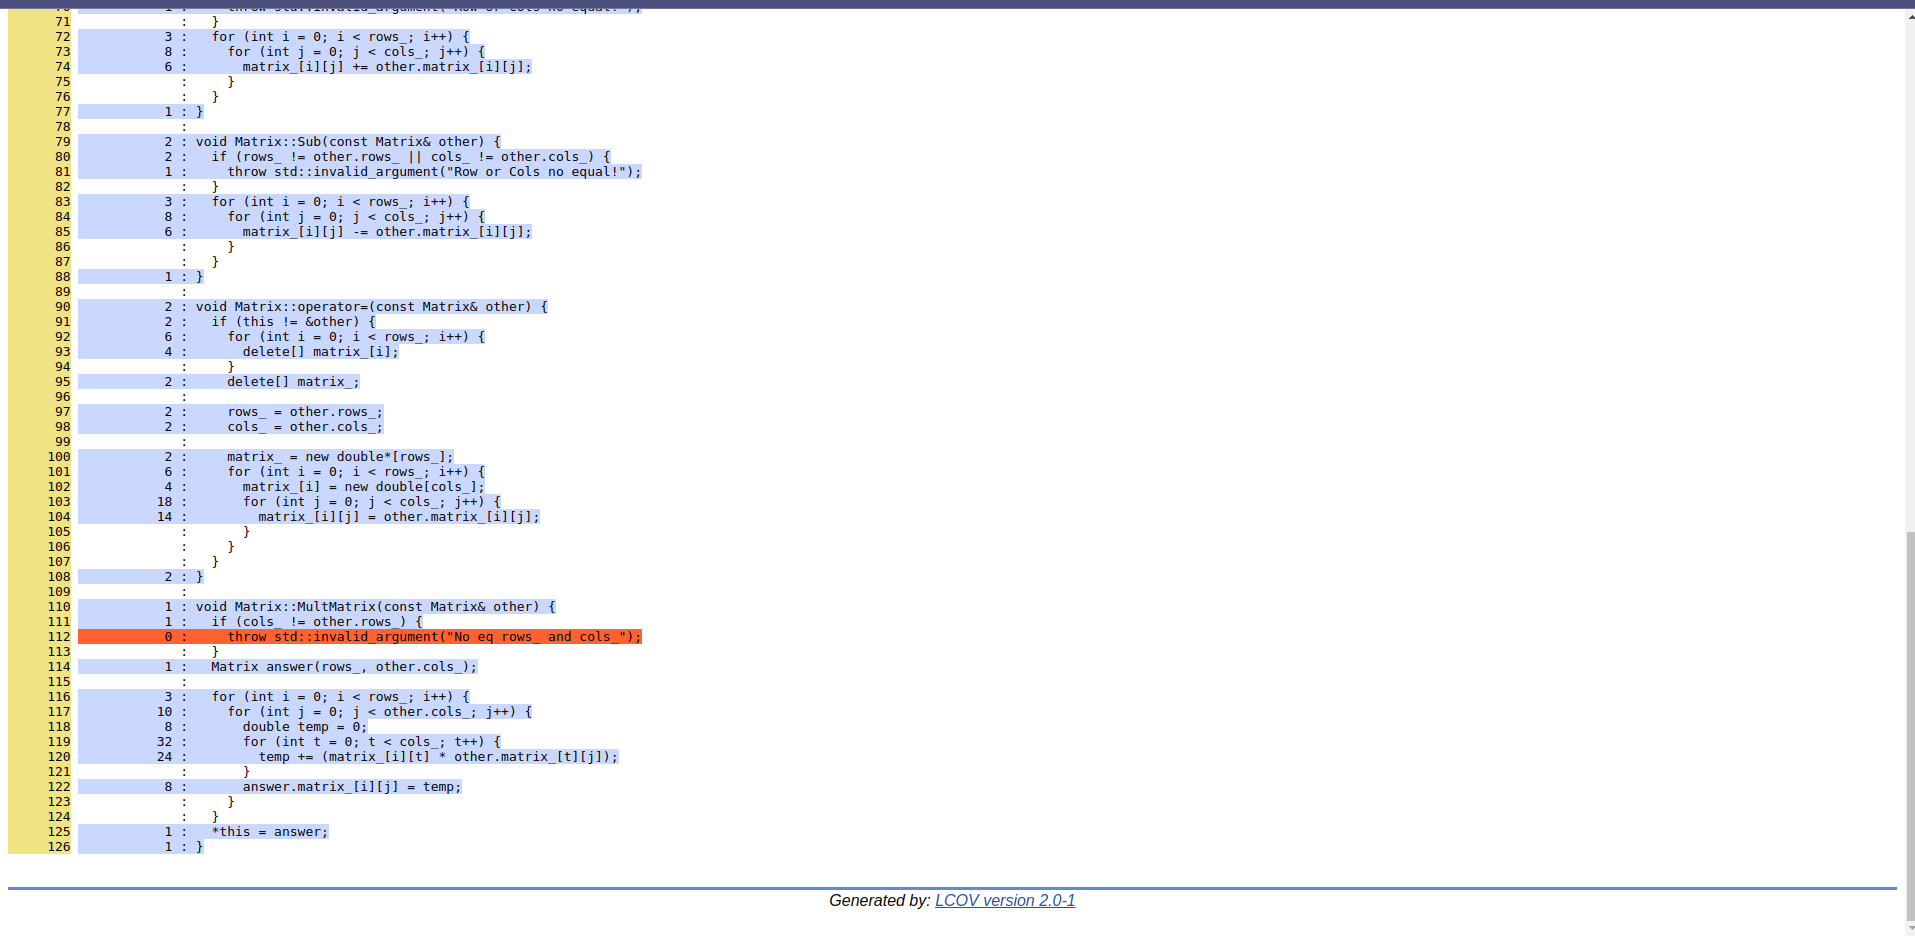 70 1 : throw std::invalid_argument("Row or Cols no equal!");
71 : }
72 3 : for (int i = 0; i < rows_; i++) {
73 8 : for (int j = 0; j < cols_; j++) {
74 6 : matrix_[i][j] += other.matrix_[i][j];
75 : }
76 : }
77 1 : }
78 :
79 2 : void Matrix::Sub(const Matrix& other) {
80 2 : if (rows_ != other.rows_ || cols_ != other.cols_) {
81 1 : throw std::invalid_argument("Row or Cols no equal!");
82 : }
83 3 : for (int i = 0; i < rows_; i++) {
84 8 : for (int j = 0; j < cols_; j++) {
85 6 : matrix_[i][j] -= other.matrix_[i][j];
86 : }
87 : }
88 1 : }
89 :
90 2 : void Matrix::operator=(const Matrix& other) {
91 2 : if (this != &other) {
92 6 : for (int i = 0; i < rows_; i++) {
93 4 : delete[] matrix_[i];
94 : }
95 2 : delete[] matrix_;
96 :
97 2 : rows_ = other.rows_;
98 2 : cols_ = other.cols_;
99 :
100 2 : matrix_ = new double*[rows_];
101 6 : for (int i = 0; i < rows_; i++) {
102 4 : matrix_[i] = new double[cols_];
103 18 : for (int j = 0; j < cols_; j++) {
104 14 : matrix_[i][j] = other.matrix_[i][j];
105 : }
106 : }
107 : }
108 2 : }
109 :
110 1 : void Matrix::MultMatrix(const Matrix& other) {
111 1 : if (cols_ != other.rows_) {
112 0 : throw std::invalid_argument("No eq rows_ and cols_");
113 : }
114 1 : Matrix answer(rows_, other.cols_);
115 :
116 3 : for (int i = 0; i < rows_; i++) {
117 10 : for (int j = 0; j < other.cols_; j++) {
118 8 : double temp = 0;
119 32 : for (int t = 0; t < cols_; t++) {
120 24 : temp += (matrix_[i][t] * other.matrix_[t][j]);
121 : }
122 8 : answer.matrix_[i][j] = temp;
123 : }
124 : }
125 1 : *this = answer;
126 1 : }
Generated by: LCOV version 2.0-1